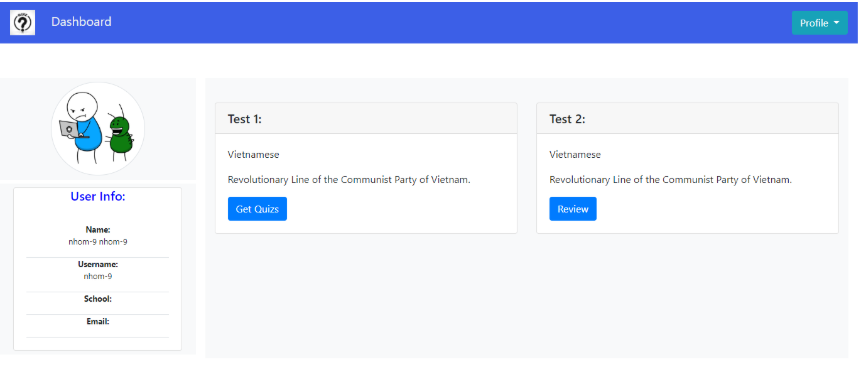 Dashboard
Profile
User Info:
Name:
nhom-9 nhom-9
Username:
nhom-9
School:
Email:
Test 1:
Vietnamese
Revolutionary Line of the Communist Party of Vietnam.
Get Quizs
Test 2:
Vietnamese
Revolutionary Line of the Communist Party of Vietnam.
Review